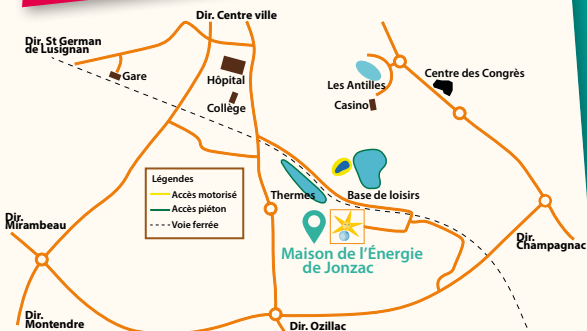 Dir. Centre ville
Dir. St German
de Lusignan
Gare
Hôpital
Collège
Les Antilles
Centre des Congrès
Casino
Légendes
Accès motorisé
Accès piéton
Voie ferrée
Thermes
Base de loisirs
Dir.
Mirambeau
Maison de l'Énergie
de Jonzac
Dir.
Champagnac
Dir.
Montendre
Dir. Ozillac